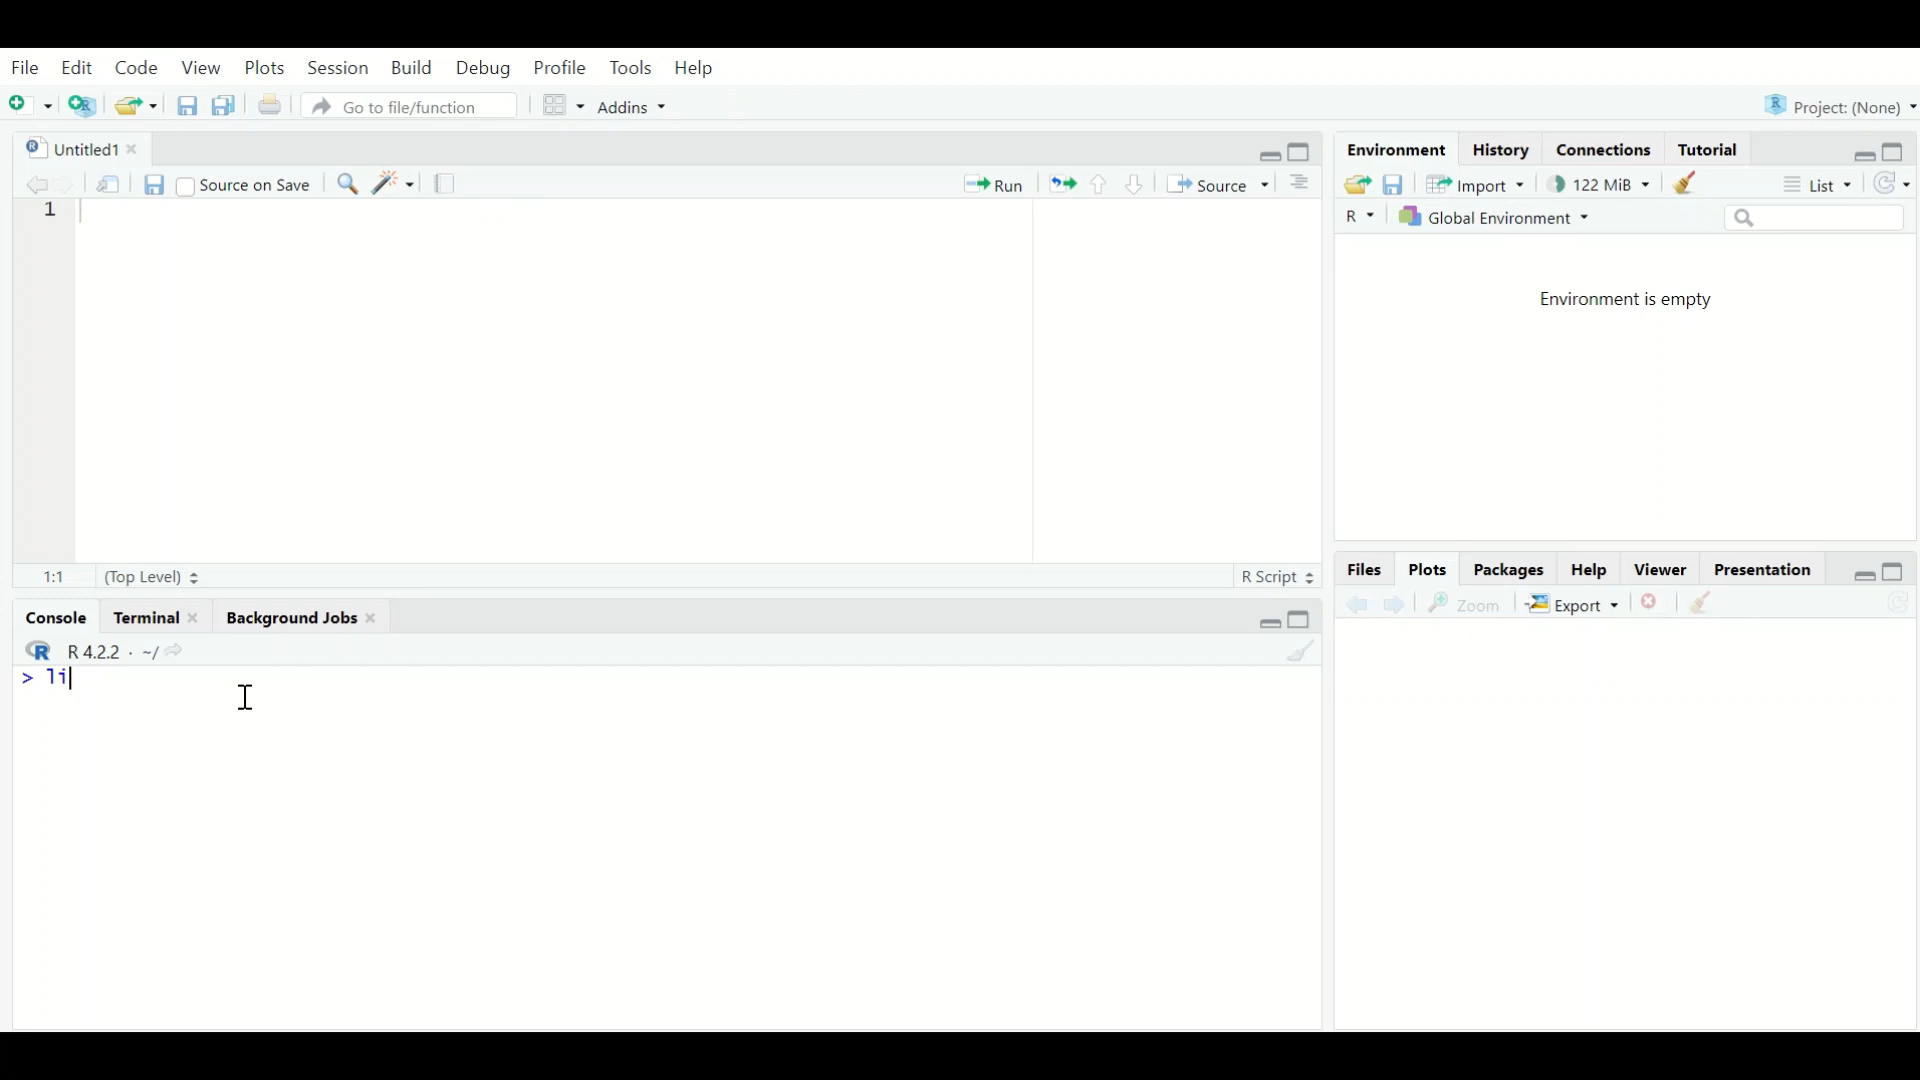 File Edit Code View Plots Session Build Debug Profile Tools Help
Go to file/function Addins Project: (None)
Untitled1
Source on Save Run Source
1
1:1 (Top Level) R Script
Console Terminal Background Jobs
R 4.2.2 · ~/
> li
Environment History Connections Tutorial
Import 122 MiB List
R Global Environment
Environment is empty
Files Plots Packages Help Viewer Presentation
Zoom Export